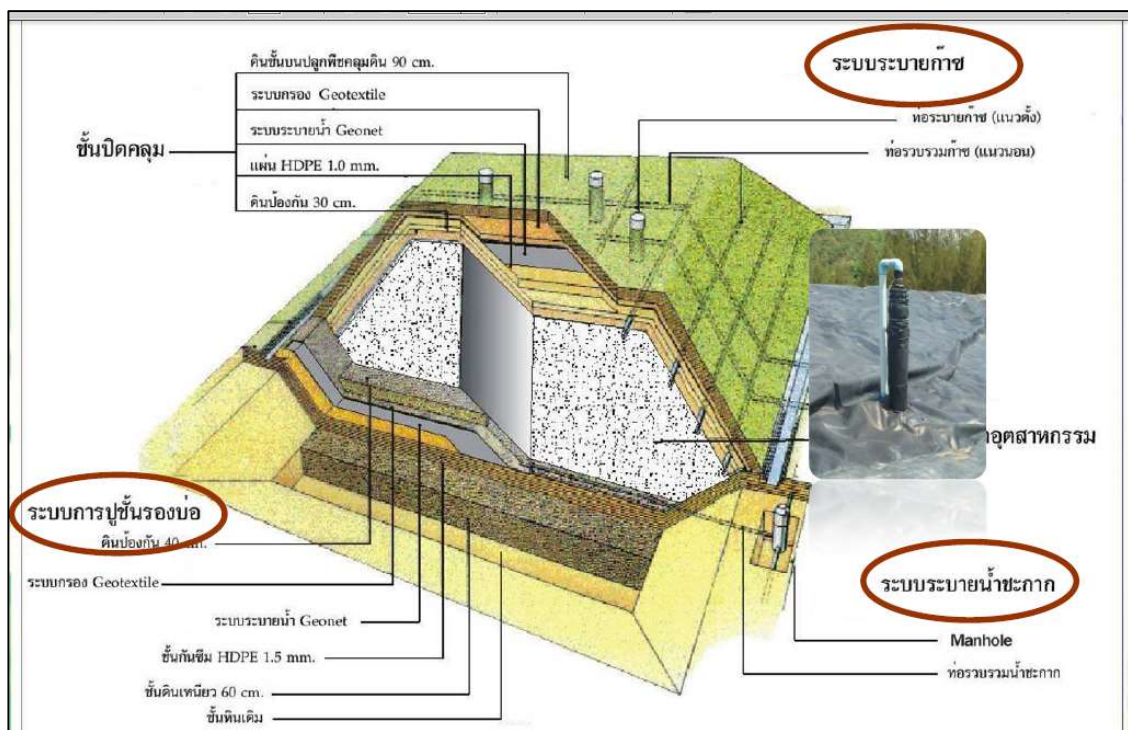 ดินชั้นบนปลูกพืชคลุมดิน 90 cm.
ระบบกรอง Geotextile
ระบบระบายน้ำ Geonet
ชั้นปิดคลุม
แผ่น HDPE 1.0 mm.
ดินป้องกัน 30 cm.
ระบบระบายก๊าซ
ท่อระบายก๊าซ (แนวตั้ง)
ท่อรวบรวมก๊าซ (แนวนอน)
อุตสาหกรรม
ระบบการปูชั้นรองบ่อ
ดินป้องกัน 40 cm.
ระบบกรอง Geotextile
ระบบระบายน้ำ Geonet
ชั้นกันซึม HDPE 1.5 mm.
ชั้นดินเหนียว 60 cm.
ชั้นหินเดิม
ระบบระบายน้ำชะกาก
Manhole
ท่อรวบรวมน้ำชะกาก